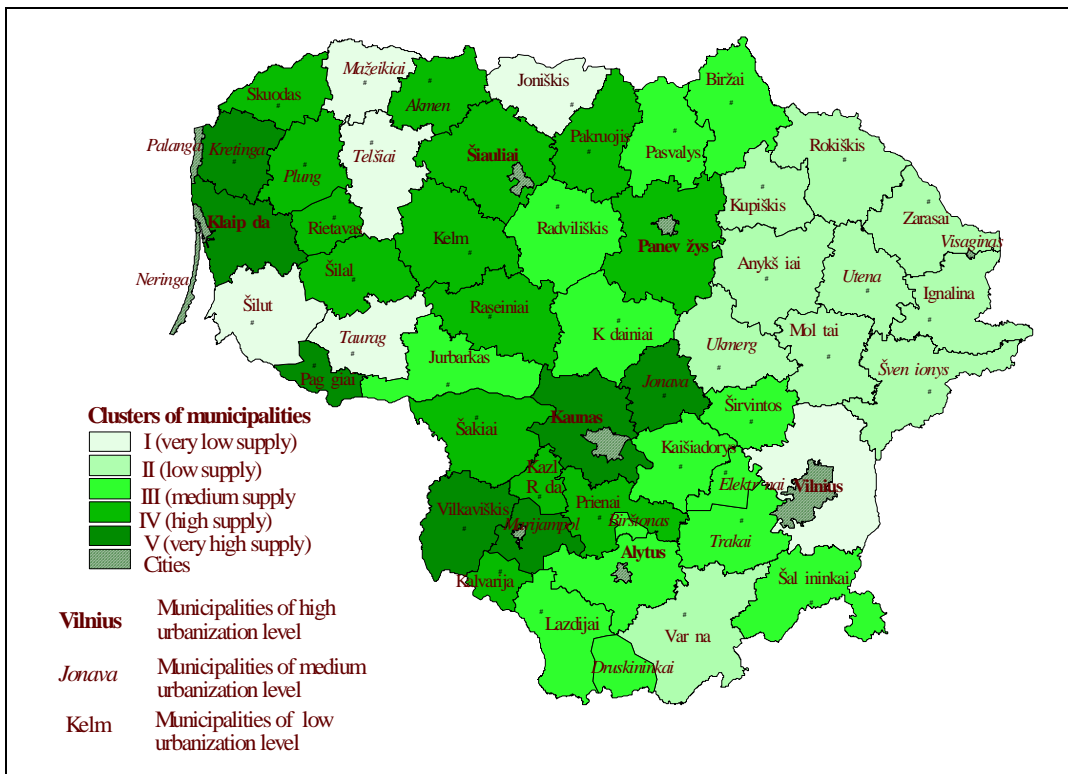 Mažeikiai
Joniškis
Biržai
Skuodas
Akmen
Pakruojis
Palanga
Kretinga
Telšiai
Šiauliai
Pasvalys
Rokiškis
Plung
Kupiškis
Zarasai
Klaip da
Rietavas
Kelm
Radviliškis
Panev žys
Visaginas
Anykš iai
Utena
Ignalina
Neringa
Šilal
Šilut
Raseiniai
Taurag
K dainiai
Ukmerg
Mol tai
Jurbarkas
Šven ionys
Pag giai
Jonava
Širvintos
Kaunas
Šakiai
Kaišiadorys
Kazl
R da
Elektr nai
Vilnius
Vilkaviškis
Prienai
Marijampol
Birštonas
Trakai
Alytus
Kalvarija
Šal ininkai
Lazdijai
Var na
Druskininkai
Clusters of municipalities
I (very low supply)
II (low supply)
III (medium supply
IV (high supply)
V (very high supply)
Cities
Vilnius Municipalities of high
urbanization level
Jonava Municipalities of medium
urbanization level
Kelm Municipalities of low
urbanization level